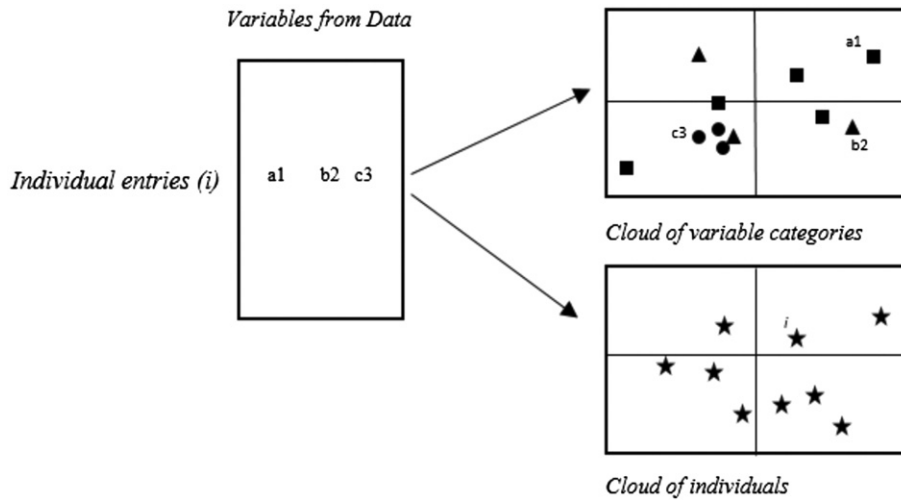 Variables from Data
Individual entries (i)
a1 b2 c3
a1
c3
b2
Cloud of variable categories
i
Cloud of individuals